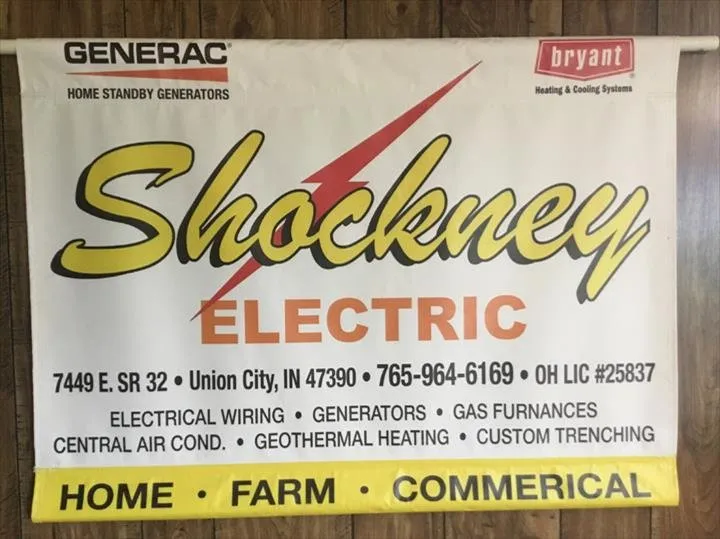 GENERAC
HOME STANDBY GENERATORS
bryant
Heating & Cooling Systems
Shockney
ELECTRIC
7449 E. SR 32 • Union City, IN 47390 • 765-964-6169 • OH LIC #25837
ELECTRICAL WIRING • GENERATORS • GAS FURNANCES
CENTRAL AIR COND. • GEOTHERMAL HEATING • CUSTOM TRENCHING
HOME • FARM • COMMERICAL